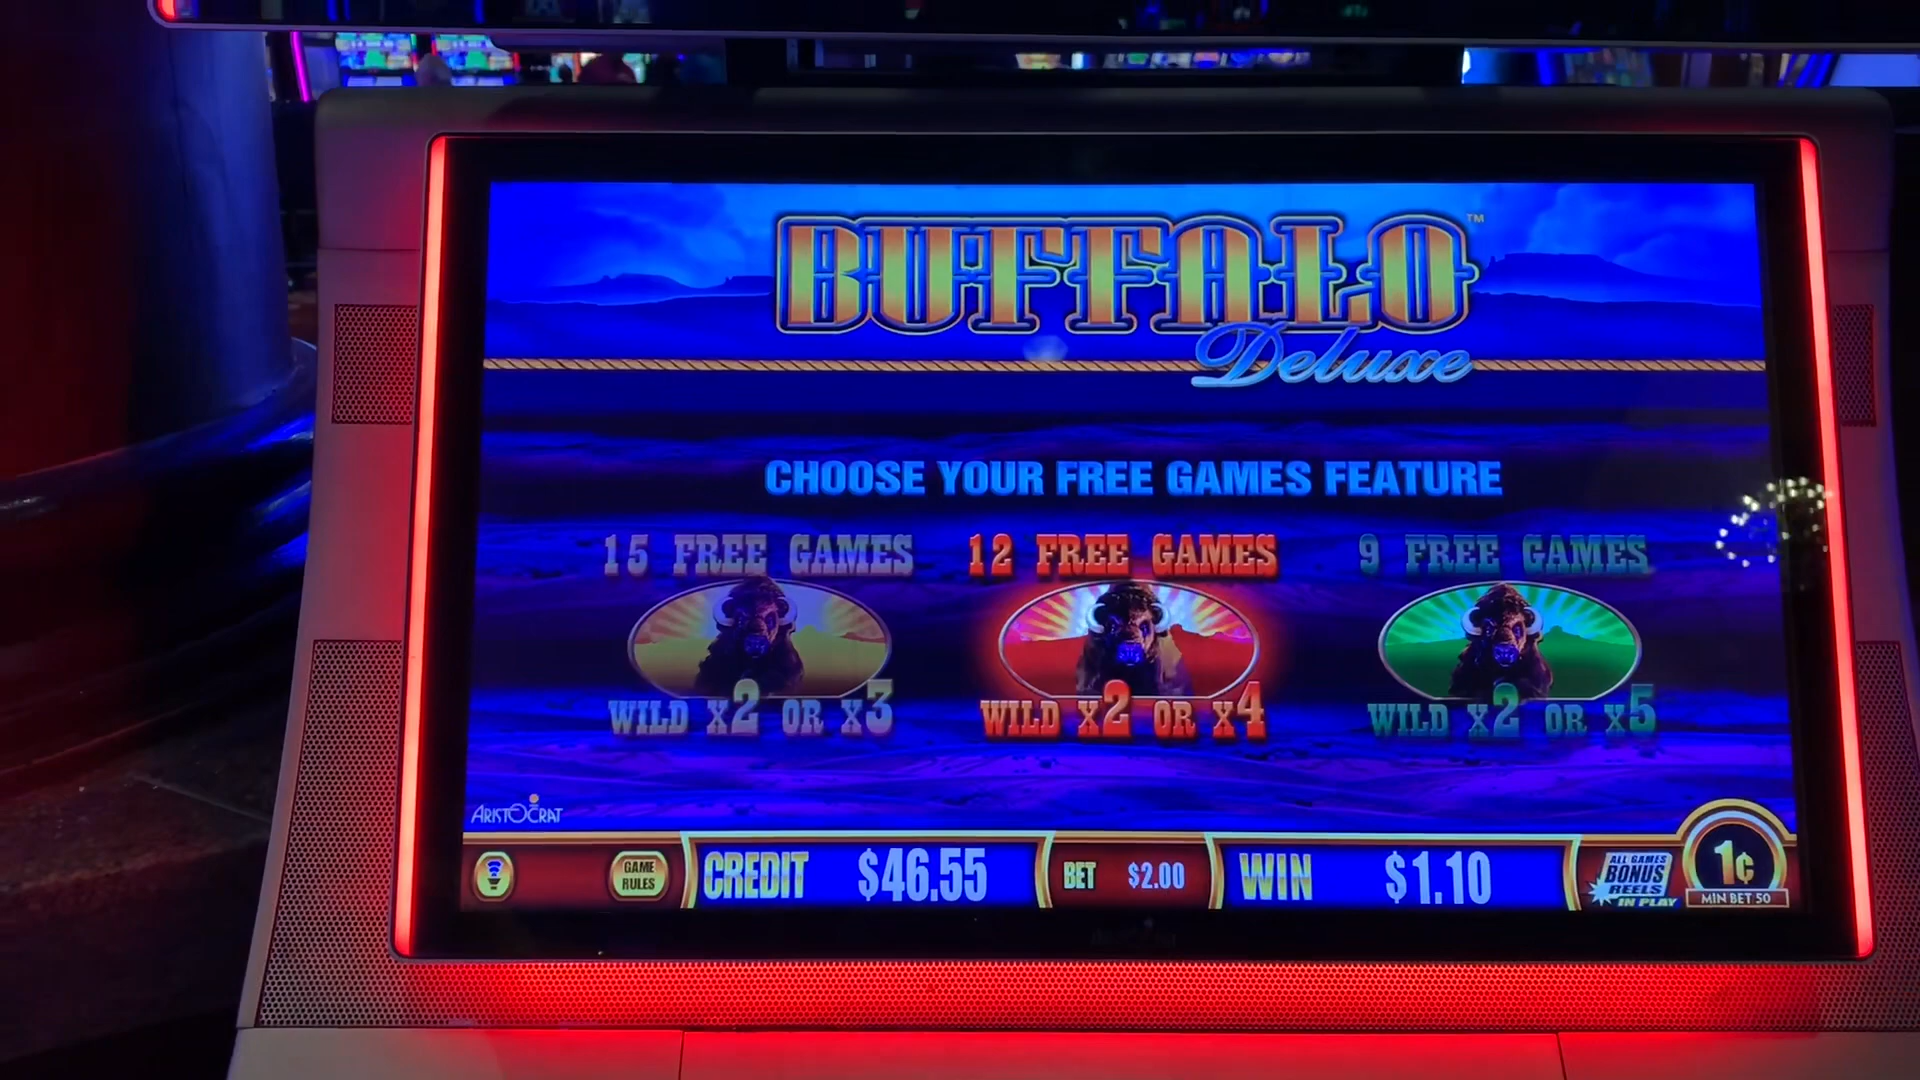 BUFFALO™
Deluxe
CHOOSE YOUR FREE GAMES FEATURE
15 FREE GAMES
WILD X2 OR X3
12 FREE GAMES
WILD X2 OR X4
9 FREE GAMES
WILD X2 OR X5
ARISTOCRAT
GAME
RULES
CREDIT $46.55
BET $2.00
WIN $1.10
ALL GAMES
BONUS
REELS
IN PLAY
1¢
MIN BET 50